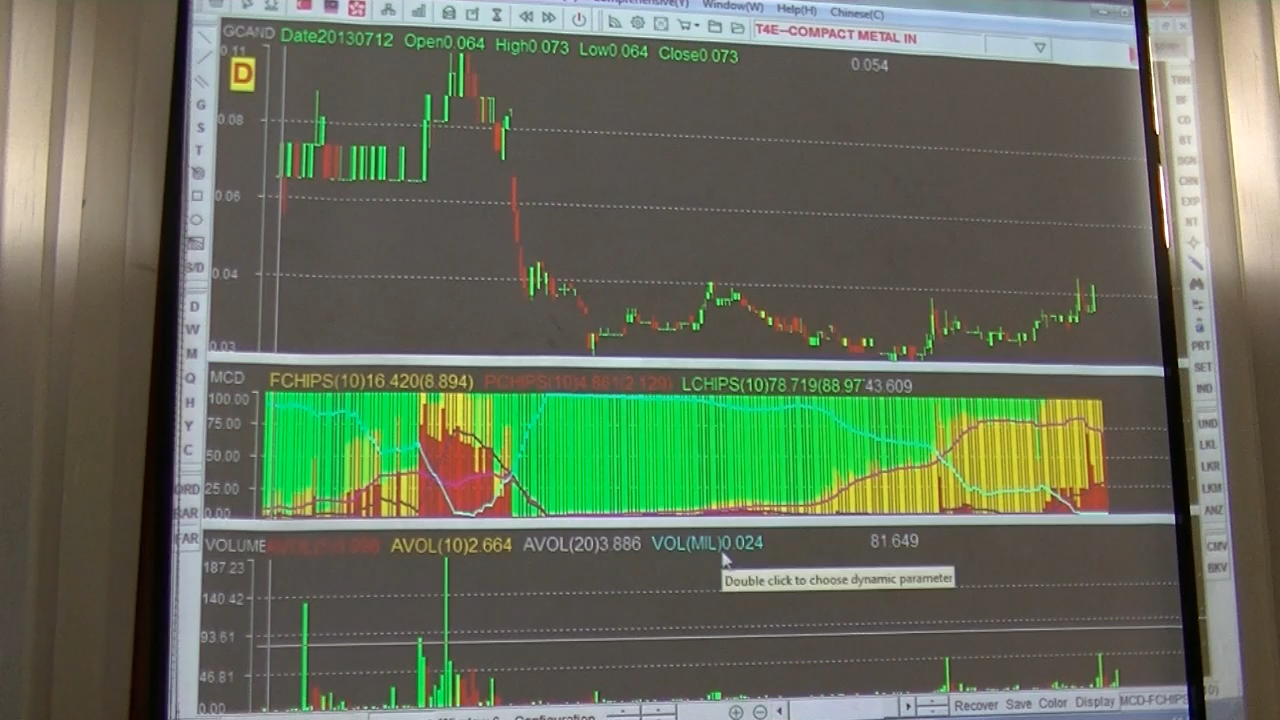 Window(W) Help(H) Chinese(C)
T4E--COMPACT METAL IN
GCAND Date20130712 Open0.064 High0.073 Low0.064 Close0.073
0.054
0.11
D
0.08
0.06
0.04
0.03
G
S
T
S/D
D
W
M
Q
H
Y
C
MCD FCHIPS(10)16.420(8.894) PCHIPS(10)4.861(2.129) LCHIPS(10)78.719(88.97 43.609
100.00
75.00
50.00
25.00
0.00
VOLUME AVOL(10)2.664 AVOL(20)3.886 VOL(MIL)0.024
81.649
Double click to choose dynamic parameter
187.23
140.42
93.61
46.81
0.00
Configuration
Recover Save Color Display MCD-FCHIPS
CD
BT
CHN
EXP
NT
PRT
SET
IND
UND
LKL
LKR
LKM
ANZ
CMV
BKV